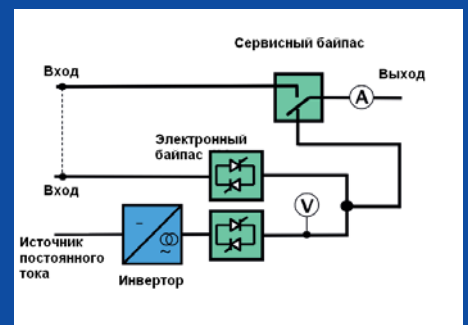 Сервисный байпас
Вход
Выход
A
Электронный
байпас
Вход
V
Источник
постоянного
тока
Инвертор